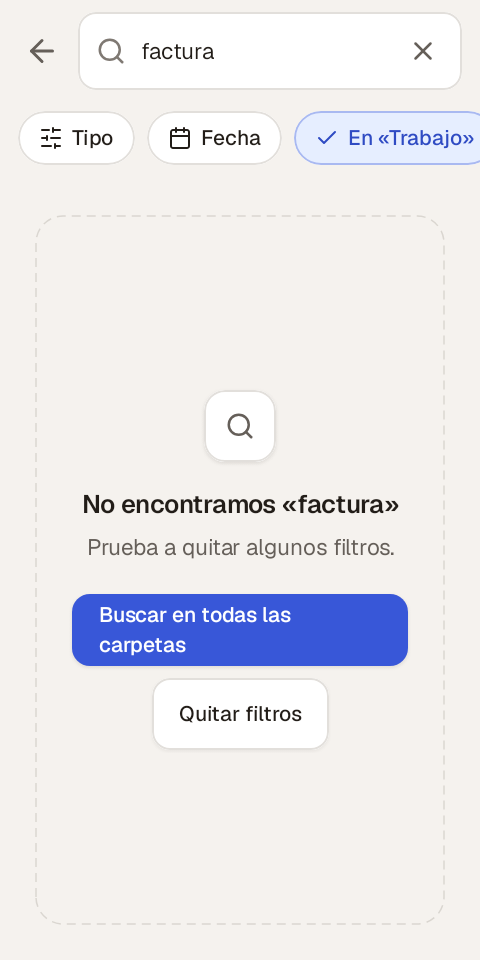 factura
Tipo
Fecha
En «Trabajo»
No encontramos «factura»
Prueba a quitar algunos filtros.
Buscar en todas las
carpetas
Quitar filtros